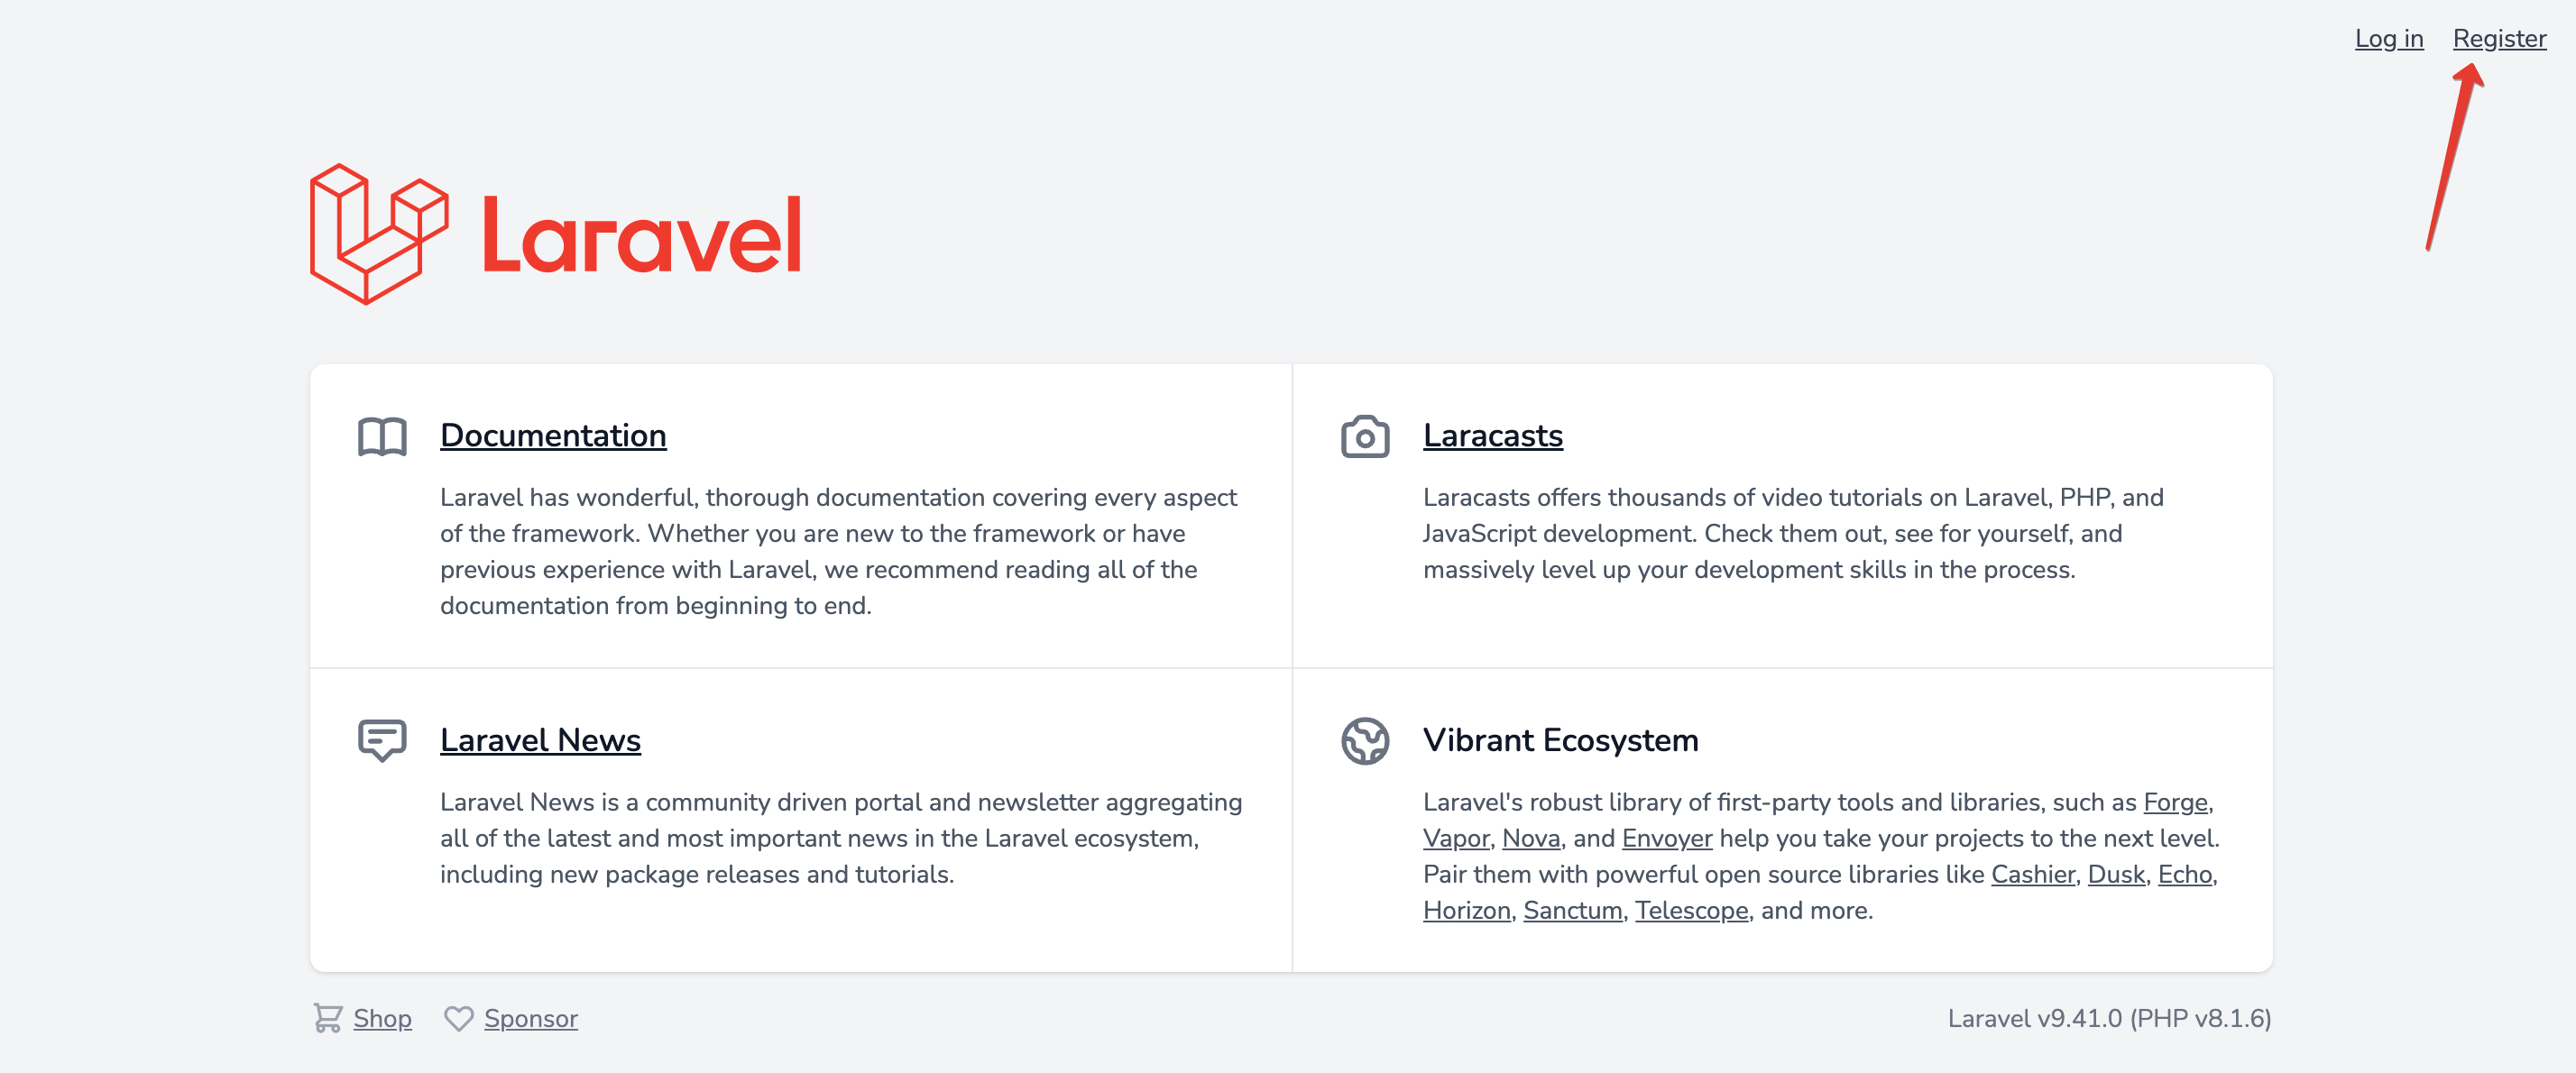 Log in Register
Laravel
Documentation
Laravel has wonderful, thorough documentation covering every aspect
of the framework. Whether you are new to the framework or have
previous experience with Laravel, we recommend reading all of the
documentation from beginning to end.
Laracasts
Laracasts offers thousands of video tutorials on Laravel, PHP, and
JavaScript development. Check them out, see for yourself, and
massively level up your development skills in the process.
Laravel News
Laravel News is a community driven portal and newsletter aggregating
all of the latest and most important news in the Laravel ecosystem,
including new package releases and tutorials.
Vibrant Ecosystem
Laravel's robust library of first-party tools and libraries, such as Forge,
Vapor, Nova, and Envoyer help you take your projects to the next level.
Pair them with powerful open source libraries like Cashier, Dusk, Echo,
Horizon, Sanctum, Telescope, and more.
Shop Sponsor
Laravel v9.41.0 (PHP v8.1.6)